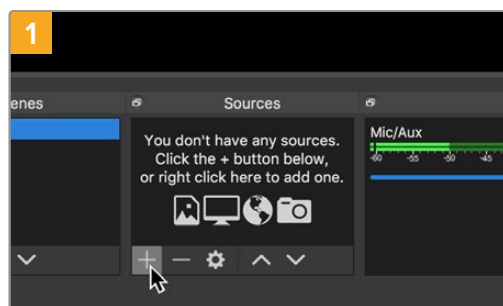 1
enes
Sources
You don't have any sources.
Click the + button below,
or right click here to add one.
Mic/Aux
-60 -55 -50 -45